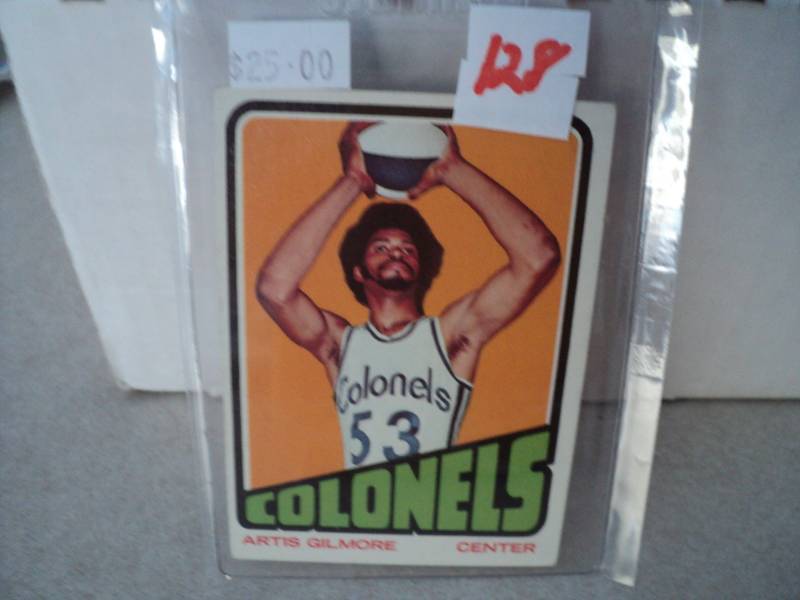 $25.00
128
Colonels
53
COLONELS
ARTIS GILMORE CENTER